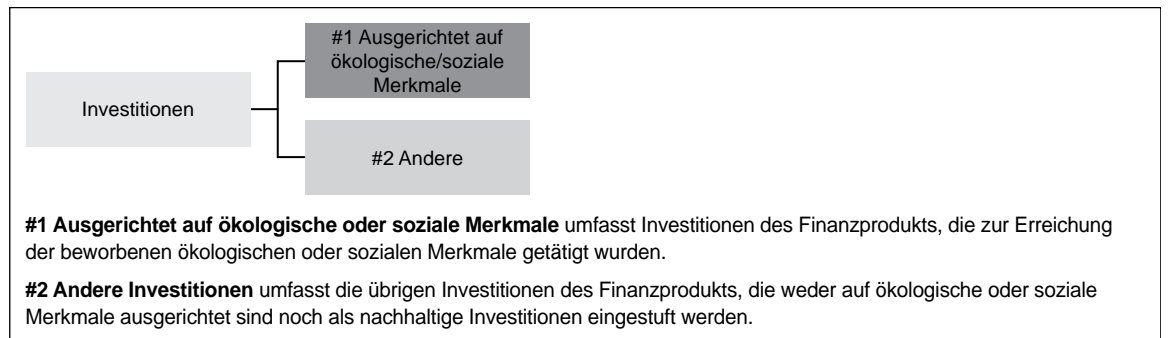 #1 Ausgerichtet auf
ökologische/soziale
Merkmale
Investitionen
#2 Andere
#1 Ausgerichtet auf ökologische oder soziale Merkmale umfasst Investitionen des Finanzprodukts, die zur Erreichung
der beworbenen ökologischen oder sozialen Merkmale getätigt wurden.
#2 Andere Investitionen umfasst die übrigen Investitionen des Finanzprodukts, die weder auf ökologische oder soziale
Merkmale ausgerichtet sind noch als nachhaltige Investitionen eingestuft werden.